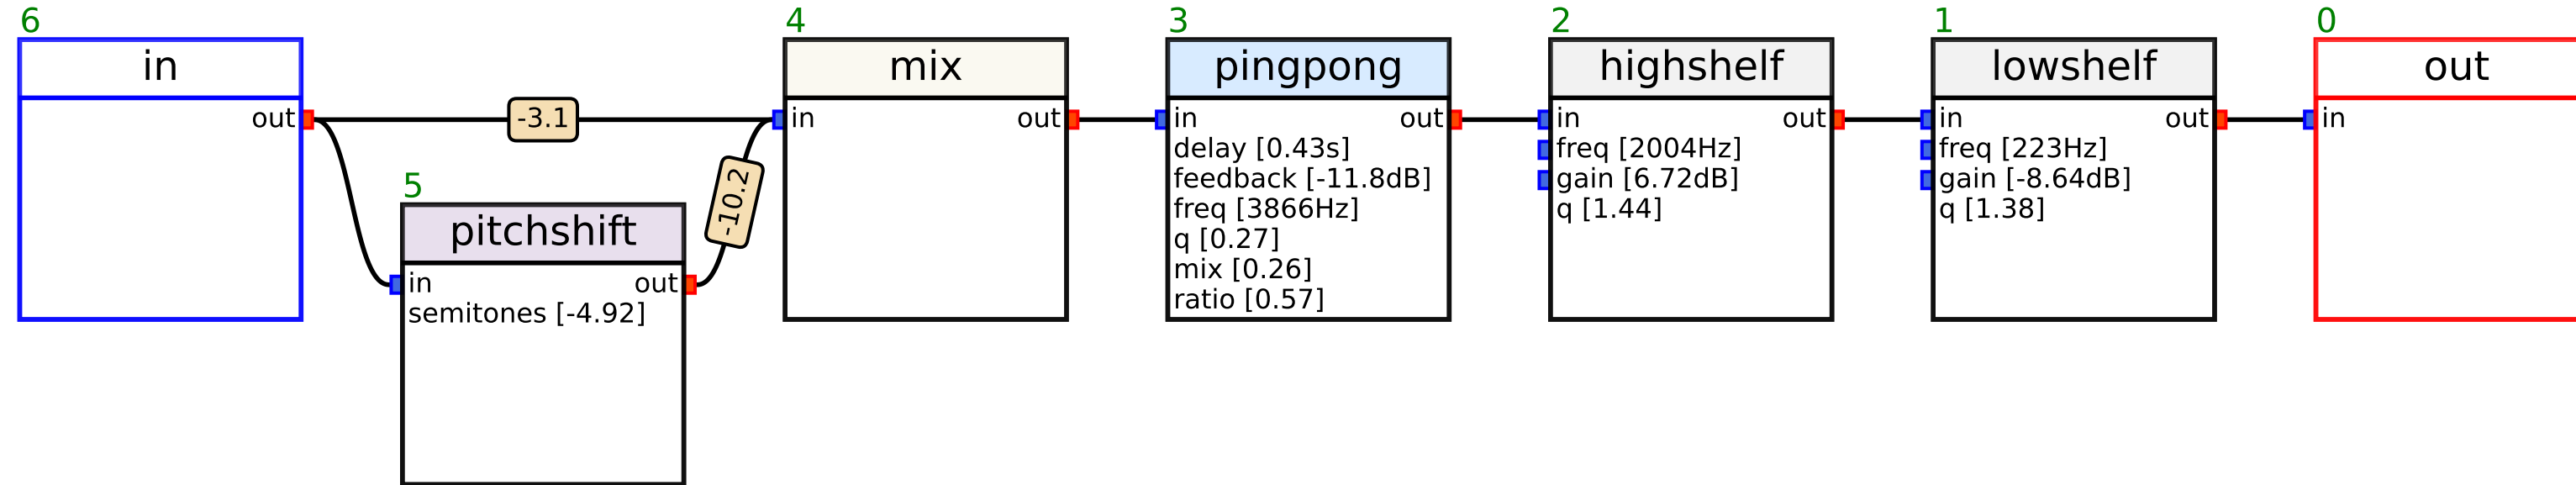 6
in
out
-3.1
5
pitchshift
in
out
semitones [-4.92]
-10.2
4
mix
in
out
3
pingpong
in
out
delay [0.43s]
feedback [-11.8dB]
freq [3866Hz]
q [0.27]
mix [0.26]
ratio [0.57]
2
highshelf
in
out
freq [2004Hz]
gain [6.72dB]
q [1.44]
1
lowshelf
in
out
freq [223Hz]
gain [-8.64dB]
q [1.38]
0
out
in